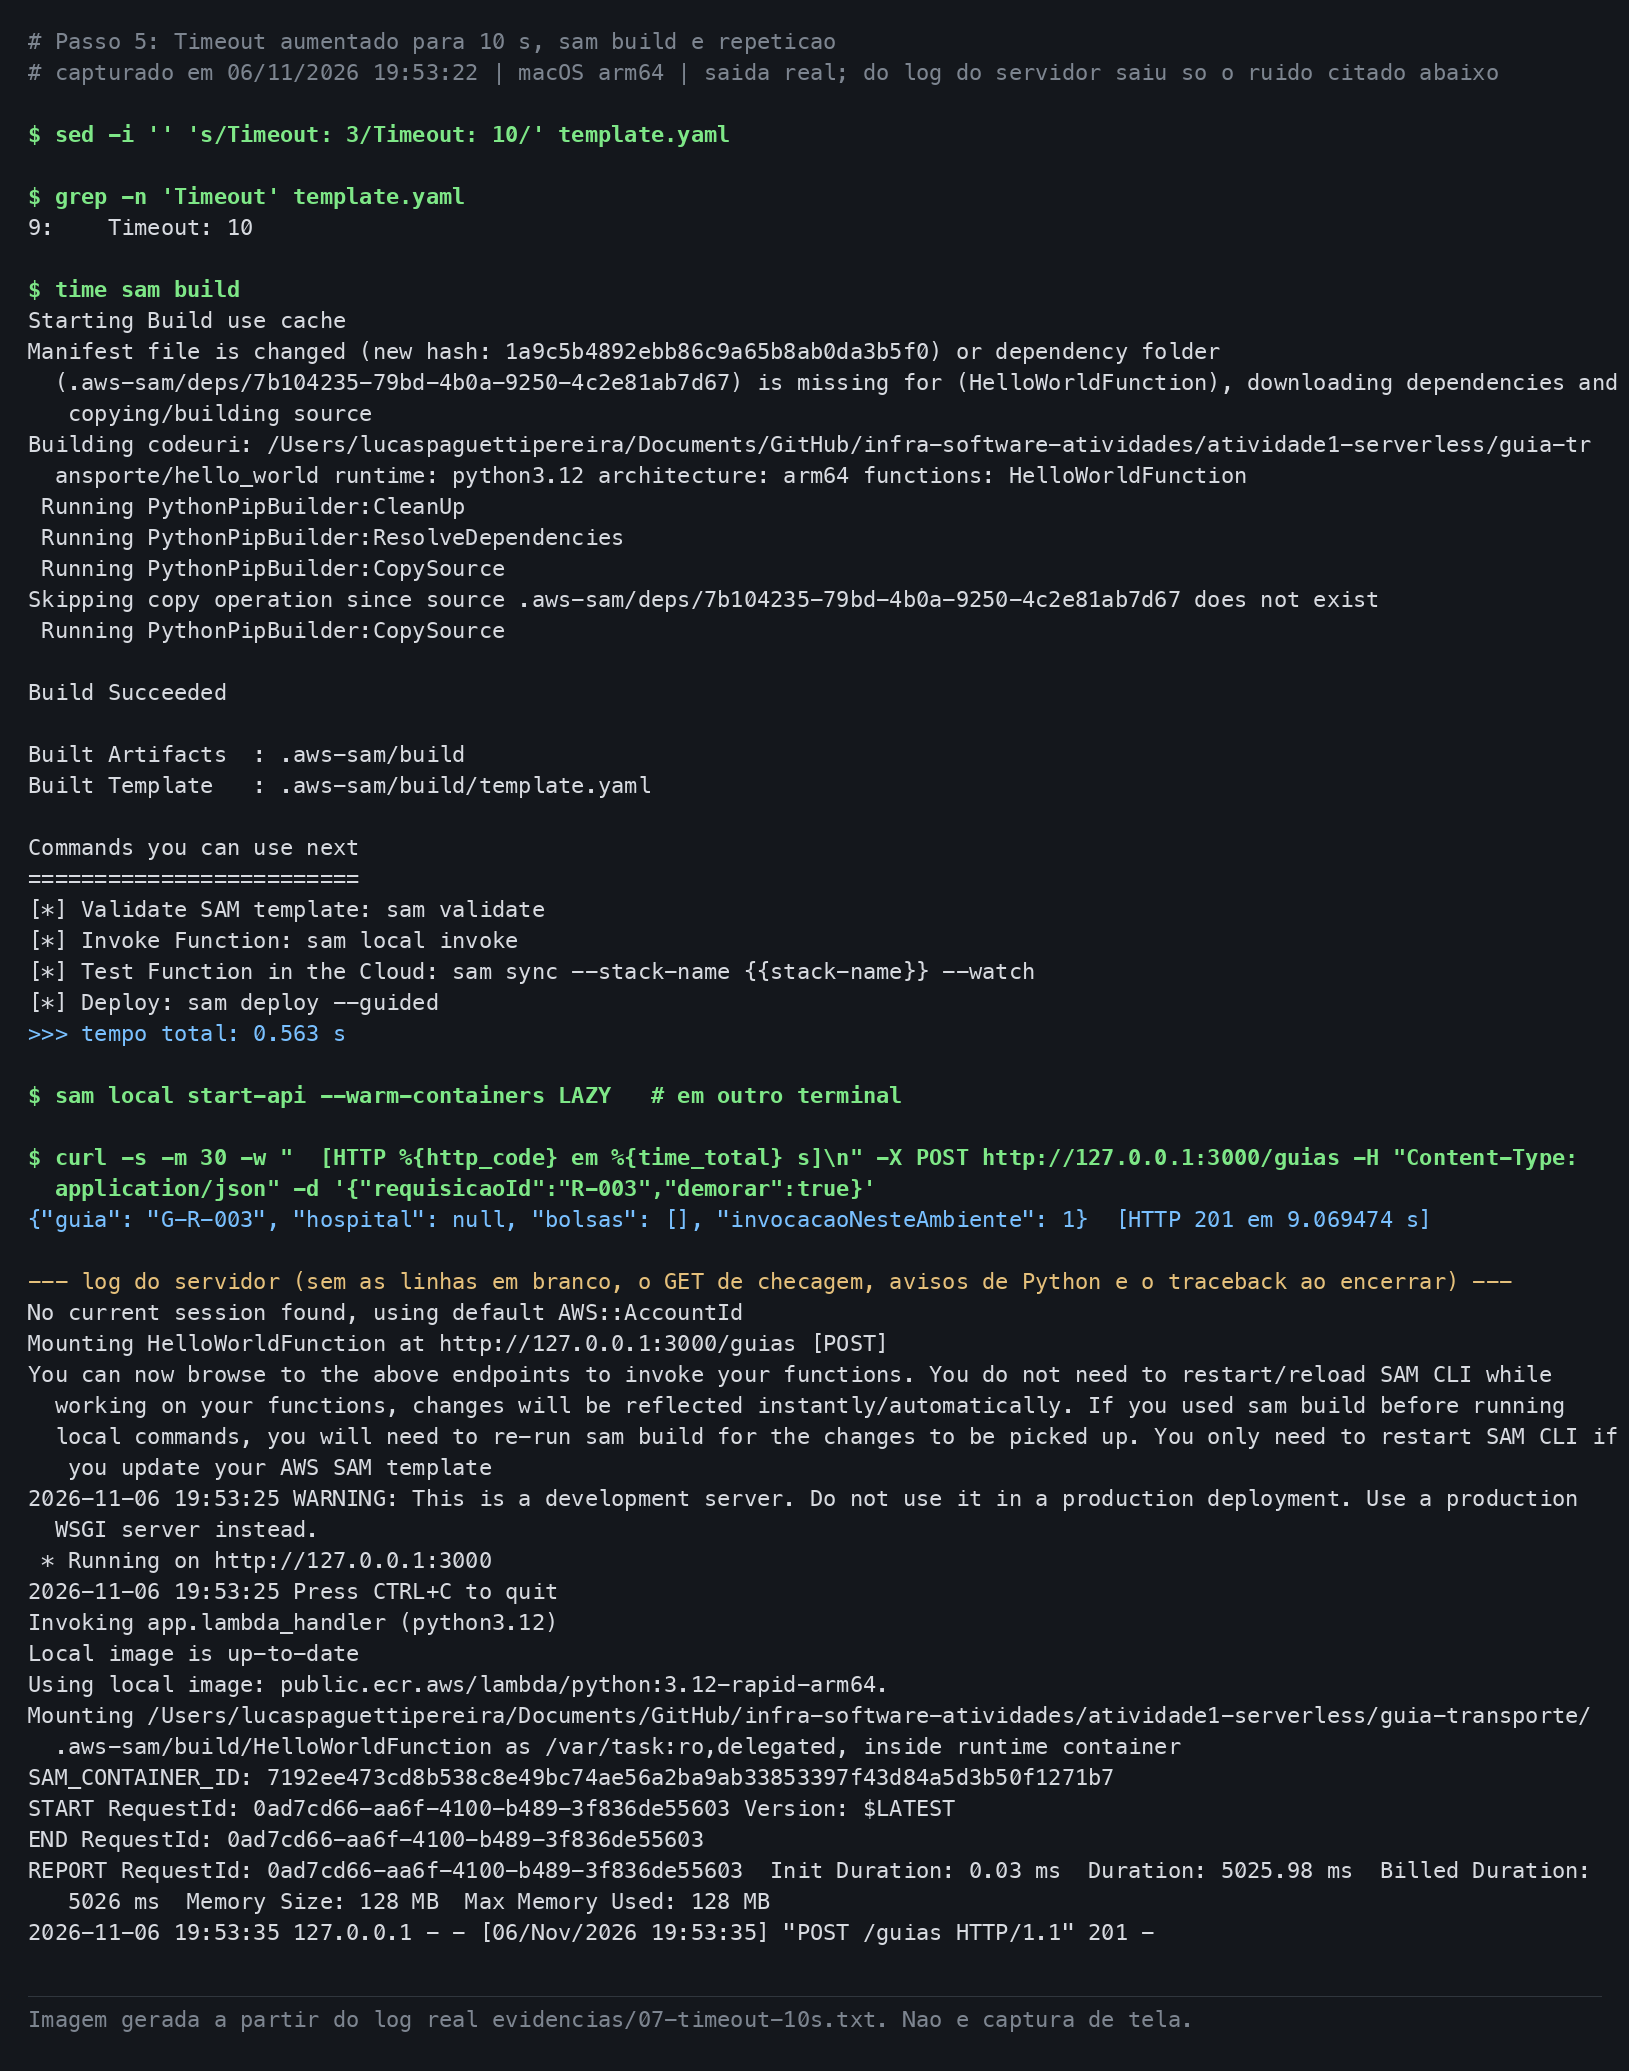 # Passo 5: Timeout aumentado para 10 s, sam build e repeticao
# capturado em 06/11/2026 19:53:22 | macOS arm64 | saida real; do log do servidor saiu so o ruido citado abaixo
$ sed -i '' 's/Timeout: 3/Timeout: 10/' template.yaml
$ grep -n 'Timeout' template.yaml
9:    Timeout: 10
$ time sam build
Starting Build use cache
Manifest file is changed (new hash: 1a9c5b4892ebb86c9a65b8ab0da3b5f0) or dependency folder
  (.aws-sam/deps/7b104235-79bd-4b0a-9250-4c2e81ab7d67) is missing for (HelloWorldFunction), downloading dependencies and
   copying/building source
Building codeuri: /Users/lucaspaguettipereira/Documents/GitHub/infra-software-atividades/atividade1-serverless/guia-tr
  ansporte/hello_world runtime: python3.12 architecture: arm64 functions: HelloWorldFunction
 Running PythonPipBuilder:CleanUp
 Running PythonPipBuilder:ResolveDependencies
 Running PythonPipBuilder:CopySource
Skipping copy operation since source .aws-sam/deps/7b104235-79bd-4b0a-9250-4c2e81ab7d67 does not exist
 Running PythonPipBuilder:CopySource
Build Succeeded
Built Artifacts  : .aws-sam/build
Built Template   : .aws-sam/build/template.yaml
Commands you can use next
=========================
[*] Validate SAM template: sam validate
[*] Invoke Function: sam local invoke
[*] Test Function in the Cloud: sam sync --stack-name {{stack-name}} --watch
[*] Deploy: sam deploy --guided
>>> tempo total: 0.563 s
$ sam local start-api --warm-containers LAZY   # em outro terminal
$ curl -s -m 30 -w "  [HTTP %{http_code} em %{time_total} s]\n" -X POST http://127.0.0.1:3000/guias -H "Content-Type:
  application/json" -d '{"requisicaoId":"R-003","demorar":true}'
{"guia": "G-R-003", "hospital": null, "bolsas": [], "invocacaoNesteAmbiente": 1}  [HTTP 201 em 9.069474 s]
--- log do servidor (sem as linhas em branco, o GET de checagem, avisos de Python e o traceback ao encerrar) ---
No current session found, using default AWS::AccountId
Mounting HelloWorldFunction at http://127.0.0.1:3000/guias [POST]
You can now browse to the above endpoints to invoke your functions. You do not need to restart/reload SAM CLI while
  working on your functions, changes will be reflected instantly/automatically. If you used sam build before running
  local commands, you will need to re-run sam build for the changes to be picked up. You only need to restart SAM CLI if
   you update your AWS SAM template
2026-11-06 19:53:25 WARNING: This is a development server. Do not use it in a production deployment. Use a production
  WSGI server instead.
 * Running on http://127.0.0.1:3000
2026-11-06 19:53:25 Press CTRL+C to quit
Invoking app.lambda_handler (python3.12)
Local image is up-to-date
Using local image: public.ecr.aws/lambda/python:3.12-rapid-arm64.
Mounting /Users/lucaspaguettipereira/Documents/GitHub/infra-software-atividades/atividade1-serverless/guia-transporte/
  .aws-sam/build/HelloWorldFunction as /var/task:ro,delegated, inside runtime container
SAM_CONTAINER_ID: 7192ee473cd8b538c8e49bc74ae56a2ba9ab33853397f43d84a5d3b50f1271b7
START RequestId: 0ad7cd66-aa6f-4100-b489-3f836de55603 Version: $LATEST
END RequestId: 0ad7cd66-aa6f-4100-b489-3f836de55603
REPORT RequestId: 0ad7cd66-aa6f-4100-b489-3f836de55603  Init Duration: 0.03 ms  Duration: 5025.98 ms  Billed Duration:
   5026 ms  Memory Size: 128 MB  Max Memory Used: 128 MB
2026-11-06 19:53:35 127.0.0.1 - - [06/Nov/2026 19:53:35] "POST /guias HTTP/1.1" 201 -
Imagem gerada a partir do log real evidencias/07-timeout-10s.txt. Nao e captura de tela.